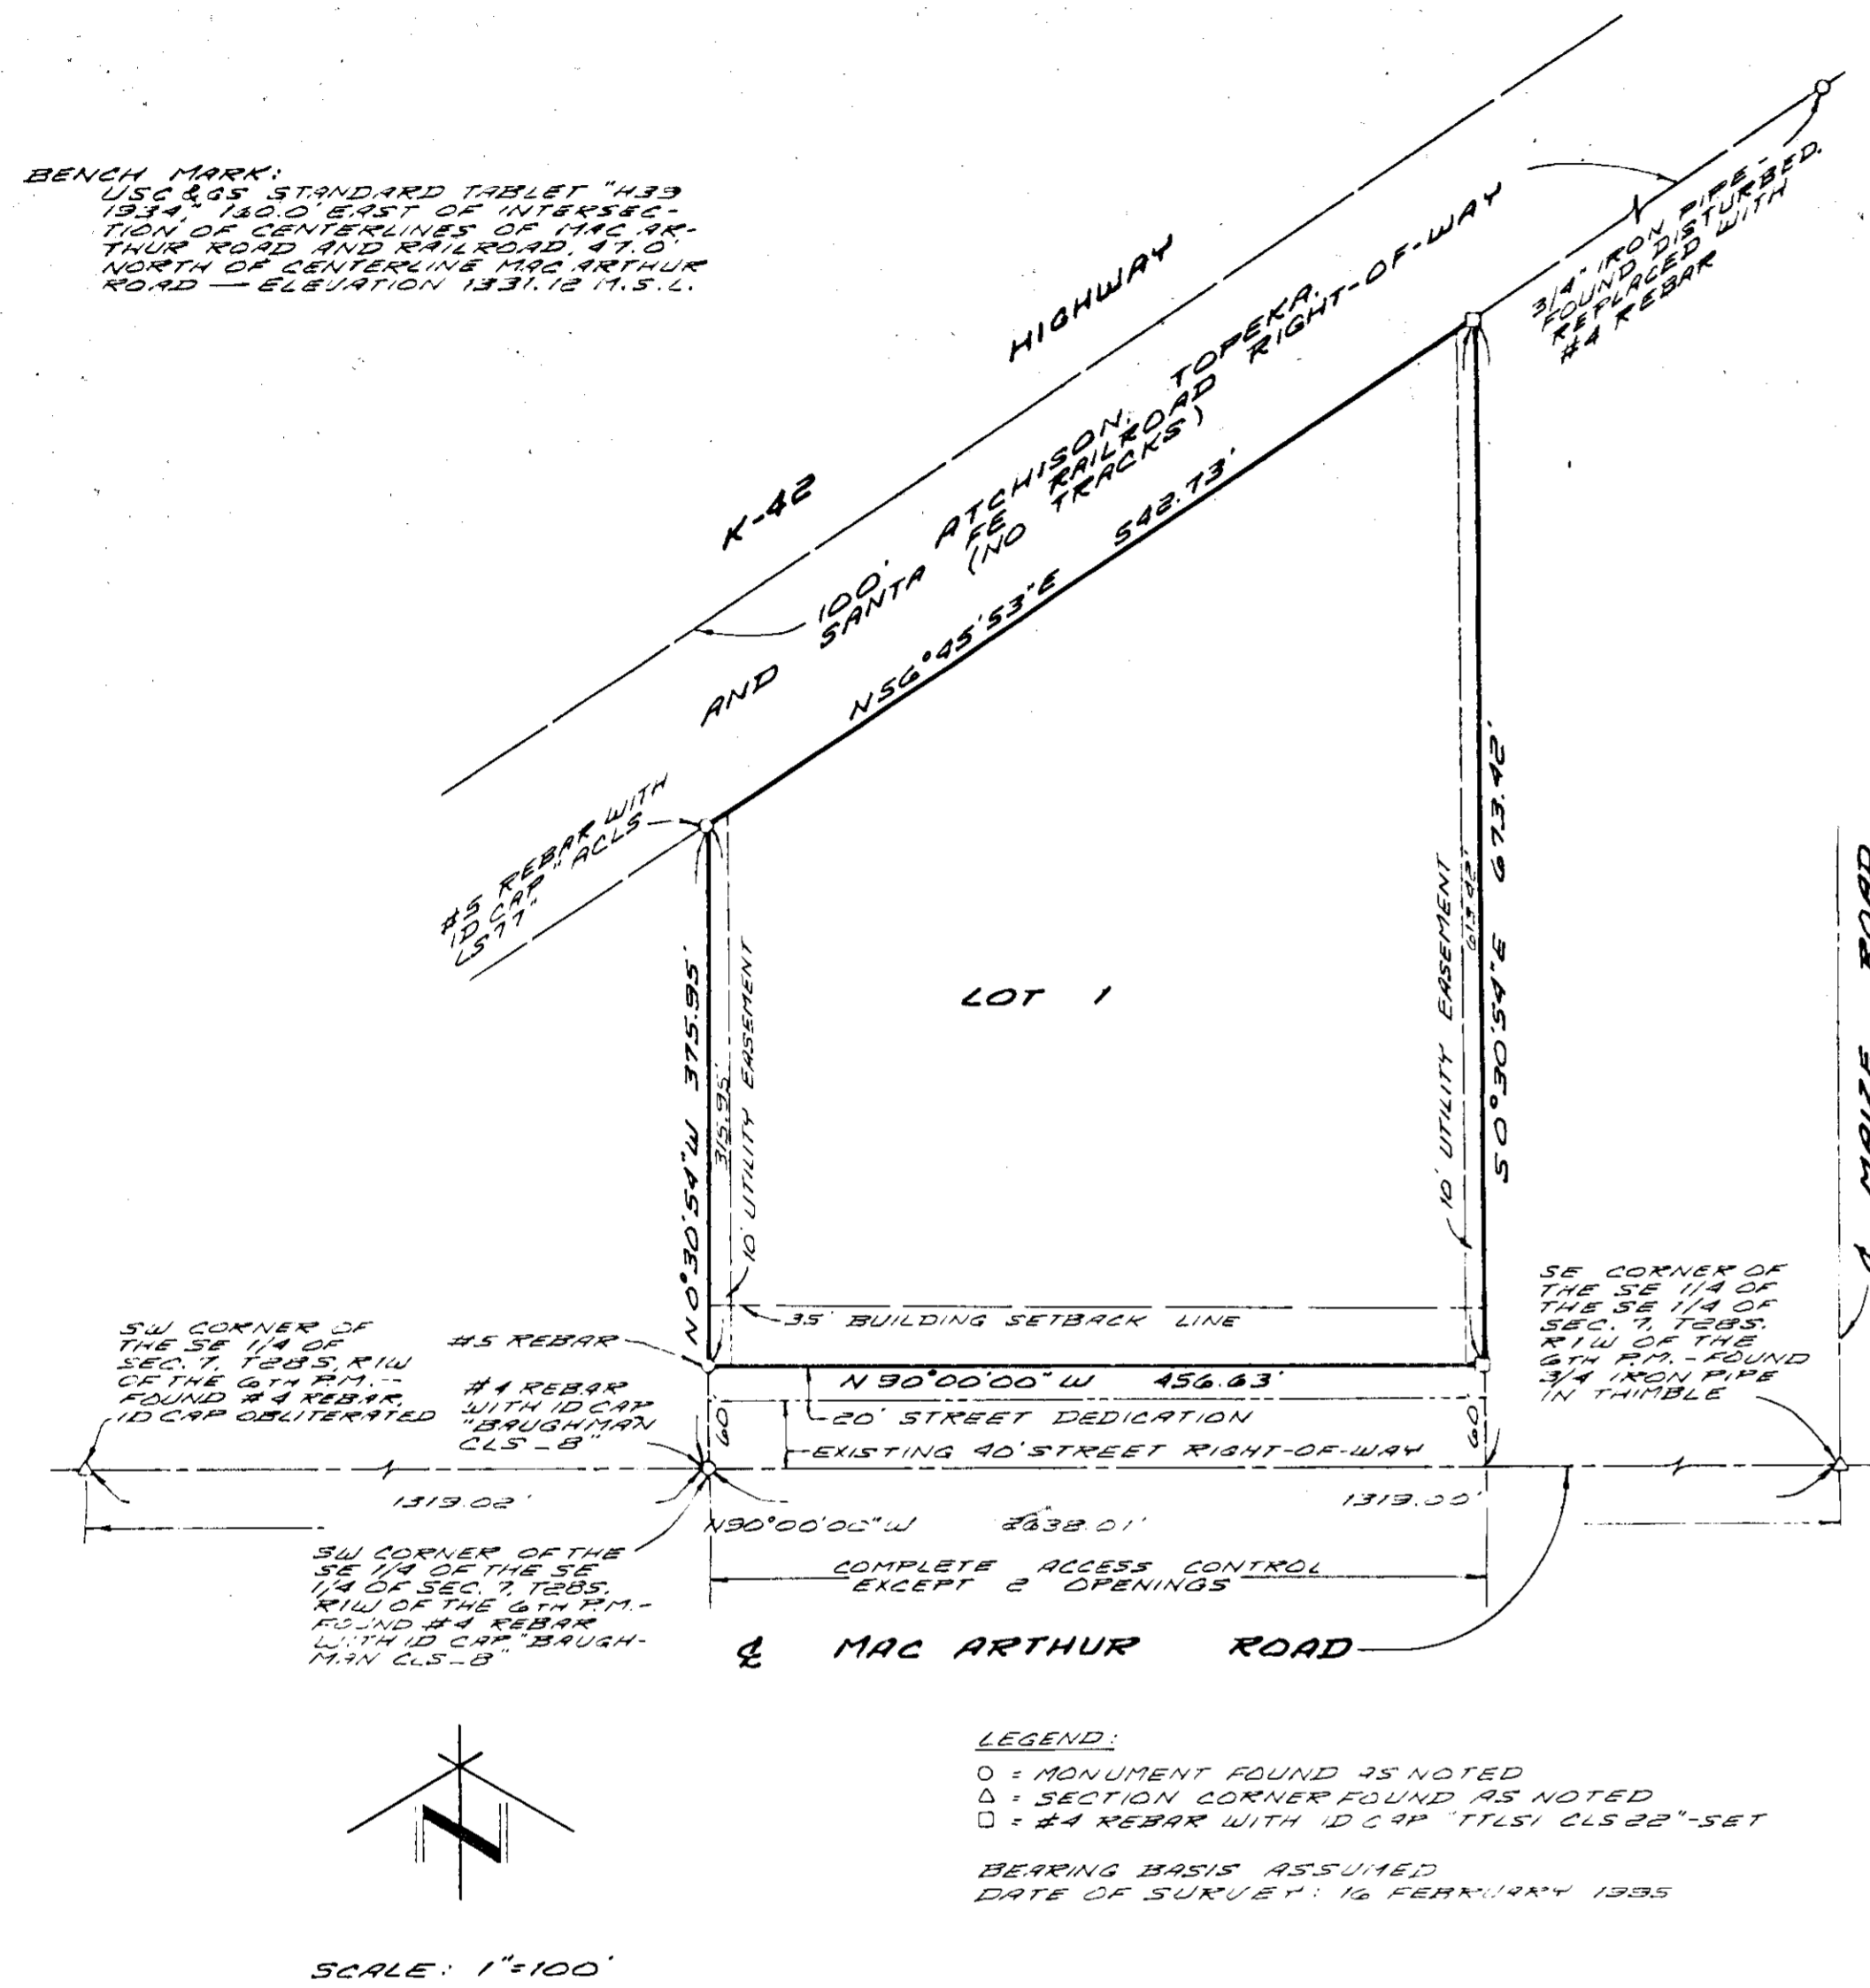 BENCH MARK:
USC & GS STANDARD TABLET "H39
1934," 130.0' EAST OF INTERSEC-
TION OF CENTERLINES OF MAC AR-
THUR ROAD AND RAILROAD, 47.0'
NORTH OF CENTERLINE MAC ARTHUR
ROAD — ELEVATION 1331.12 M.S.L.
K-42 HIGHWAY
100' ATCHISON, TOPEKA,
AND SANTA FE RAILROAD RIGHT-OF-WAY
(NO TRACKS)
3/4" IRON PIPE -
FOUND DISTURBED.
REPLACED WITH
#4 REBAR
N56°45'53"E 542.73'
#5 REBAR WITH
ID CAP "ACLS
LS77"
N0°30'54"W 375.95'
315.95'
10' UTILITY EASEMENT
LOT 1
10' UTILITY EASEMENT
613.42'
S0°30'54"E 673.42'
MAIZE ROAD
35' BUILDING SETBACK LINE
SW CORNER OF
THE SE 1/4 OF
SEC. 7, T28S, R1W
OF THE 6TH P.M. --
FOUND #4 REBAR,
ID CAP OBLITERATED
#5 REBAR
#4 REBAR
WITH ID CAP
"BAUGHMAN
CLS-8"
N90°00'00"W 456.63'
20' STREET DEDICATION
EXISTING 40' STREET RIGHT-OF-WAY
60'
60'
SE CORNER OF
THE SE 1/4 OF
THE SE 1/4 OF
SEC. 7, T28S,
R1W OF THE
6TH P.M. - FOUND
3/4 IRON PIPE
IN THIMBLE
1319.02'
1319.00'
N90°00'00"W 2638.01'
SW CORNER OF THE
SE 1/4 OF THE SE
1/4 OF SEC. 7, T28S,
R1W OF THE 6TH P.M. -
FOUND #4 REBAR
WITH ID CAP "BAUGH-
MAN CLS-8"
COMPLETE ACCESS CONTROL
EXCEPT 2 OPENINGS
℄ MAC ARTHUR ROAD
N
LEGEND:
○ = MONUMENT FOUND AS NOTED
△ = SECTION CORNER FOUND AS NOTED
□ = #4 REBAR WITH ID CAP "TTLSI CLS 22"-SET
BEARING BASIS ASSUMED
DATE OF SURVEY: 16 FEBRUARY 1995
SCALE: 1"=100'